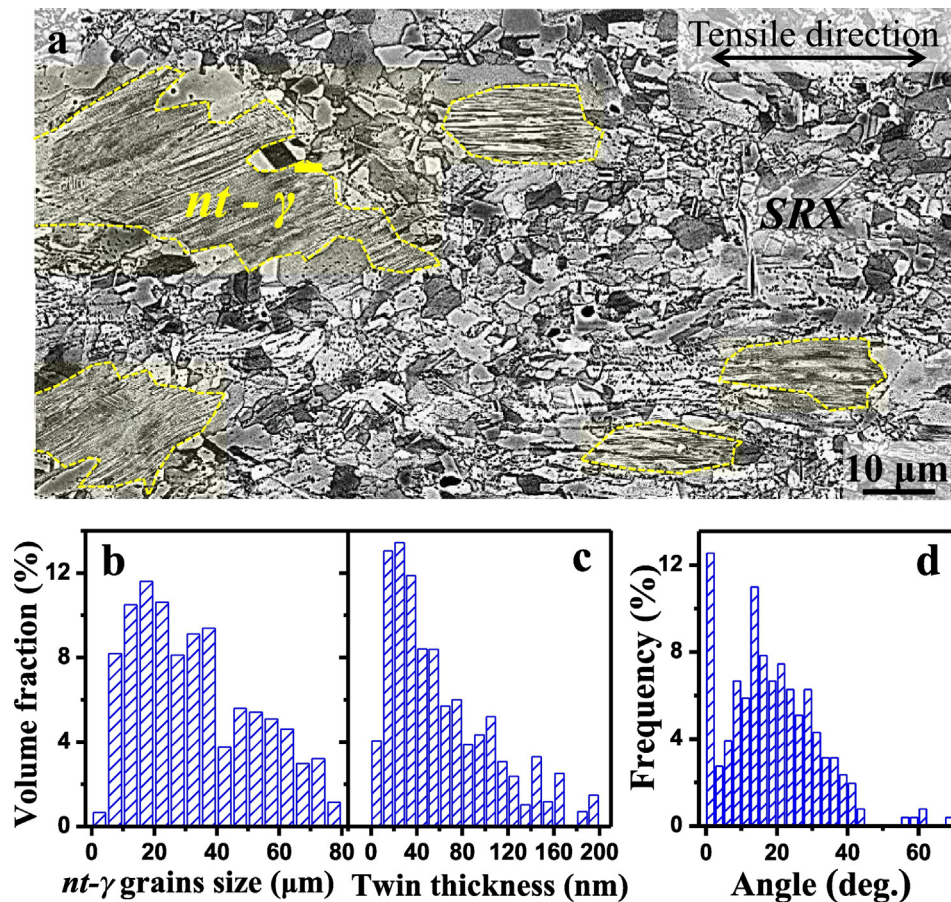 a
Tensile direction
nt - γ
SRX
10 μm
b
c
d
Volume fraction (%)
12
8
4
0
0 20 40 60 80
nt-γ grains size (μm)
0 40 80 120 160 200
Twin thickness (nm)
Frequency (%)
12
8
4
0
0 20 40 60
Angle (deg.)